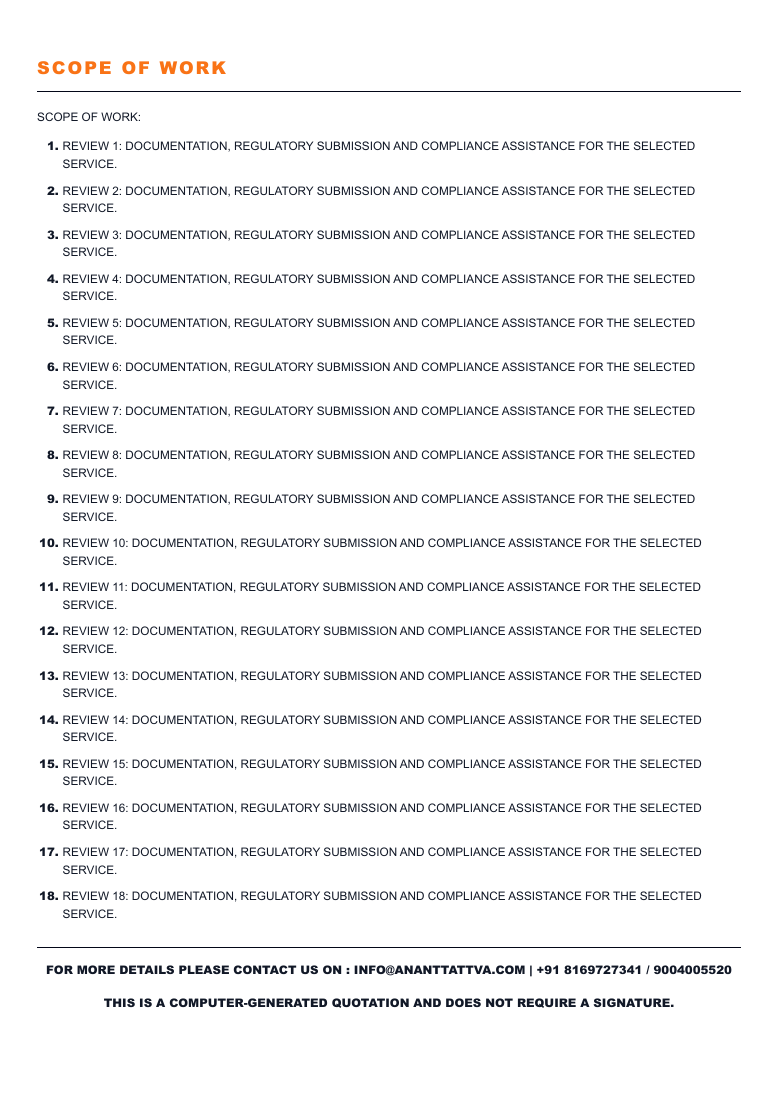 SCOPE OF WORK
SCOPE OF WORK:
1. REVIEW 1: DOCUMENTATION, REGULATORY SUBMISSION AND COMPLIANCE ASSISTANCE FOR THE SELECTED
SERVICE.
2. REVIEW 2: DOCUMENTATION, REGULATORY SUBMISSION AND COMPLIANCE ASSISTANCE FOR THE SELECTED
SERVICE.
3. REVIEW 3: DOCUMENTATION, REGULATORY SUBMISSION AND COMPLIANCE ASSISTANCE FOR THE SELECTED
SERVICE.
4. REVIEW 4: DOCUMENTATION, REGULATORY SUBMISSION AND COMPLIANCE ASSISTANCE FOR THE SELECTED
SERVICE.
5. REVIEW 5: DOCUMENTATION, REGULATORY SUBMISSION AND COMPLIANCE ASSISTANCE FOR THE SELECTED
SERVICE.
6. REVIEW 6: DOCUMENTATION, REGULATORY SUBMISSION AND COMPLIANCE ASSISTANCE FOR THE SELECTED
SERVICE.
7. REVIEW 7: DOCUMENTATION, REGULATORY SUBMISSION AND COMPLIANCE ASSISTANCE FOR THE SELECTED
SERVICE.
8. REVIEW 8: DOCUMENTATION, REGULATORY SUBMISSION AND COMPLIANCE ASSISTANCE FOR THE SELECTED
SERVICE.
9. REVIEW 9: DOCUMENTATION, REGULATORY SUBMISSION AND COMPLIANCE ASSISTANCE FOR THE SELECTED
SERVICE.
10. REVIEW 10: DOCUMENTATION, REGULATORY SUBMISSION AND COMPLIANCE ASSISTANCE FOR THE SELECTED
SERVICE.
11. REVIEW 11: DOCUMENTATION, REGULATORY SUBMISSION AND COMPLIANCE ASSISTANCE FOR THE SELECTED
SERVICE.
12. REVIEW 12: DOCUMENTATION, REGULATORY SUBMISSION AND COMPLIANCE ASSISTANCE FOR THE SELECTED
SERVICE.
13. REVIEW 13: DOCUMENTATION, REGULATORY SUBMISSION AND COMPLIANCE ASSISTANCE FOR THE SELECTED
SERVICE.
14. REVIEW 14: DOCUMENTATION, REGULATORY SUBMISSION AND COMPLIANCE ASSISTANCE FOR THE SELECTED
SERVICE.
15. REVIEW 15: DOCUMENTATION, REGULATORY SUBMISSION AND COMPLIANCE ASSISTANCE FOR THE SELECTED
SERVICE.
16. REVIEW 16: DOCUMENTATION, REGULATORY SUBMISSION AND COMPLIANCE ASSISTANCE FOR THE SELECTED
SERVICE.
17. REVIEW 17: DOCUMENTATION, REGULATORY SUBMISSION AND COMPLIANCE ASSISTANCE FOR THE SELECTED
SERVICE.
18. REVIEW 18: DOCUMENTATION, REGULATORY SUBMISSION AND COMPLIANCE ASSISTANCE FOR THE SELECTED
SERVICE.
FOR MORE DETAILS PLEASE CONTACT US ON : INFO@ANANTTATTVA.COM | +91 8169727341 / 9004005520
THIS IS A COMPUTER-GENERATED QUOTATION AND DOES NOT REQUIRE A SIGNATURE.